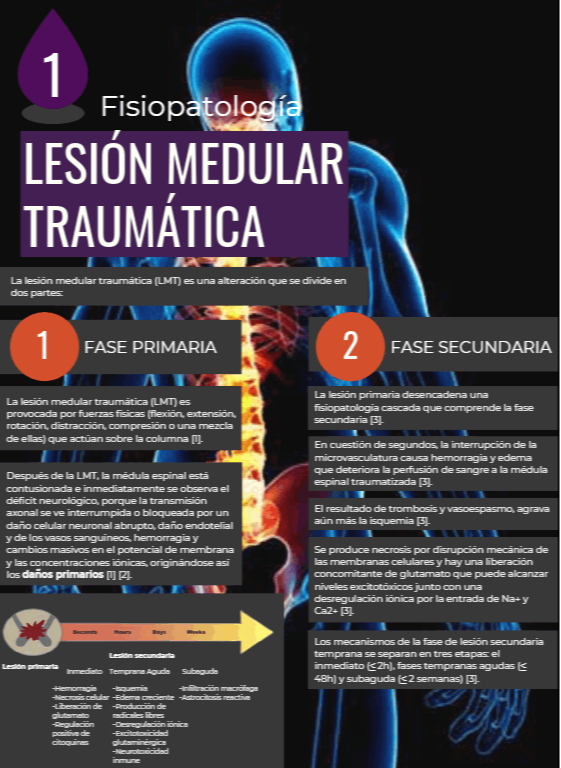 1
Fisiopatología
LESIÓN MEDULAR
TRAUMÁTICA
La lesión medular traumática (LMT) es una alteración que se divide en
dos partes:
1
FASE PRIMARIA
La lesión medular traumática (LMT) es
provocada por fuerzas físicas (flexión, extensión,
rotación, distracción, compresión o una mezcla
de ellas) que actúan sobre la columna [1].
Después de la LMT, la médula espinal está
contusionada e inmediatamente se observa el
déficit neurológico, porque la transmisión
axonal se ve interrumpida o bloqueada por un
daño celular neuronal abrupto, daño endotelial
y de los vasos sanguíneos, hemorragia y
cambios masivos en el potencial de membrana
y las concentraciones iónicas, originándose así
los daños primarios [1] [2].
Seconds Hours Days Weeks
Lesión primaria
Lesión secundaria
Inmediato Temprana Aguda Subaguda
-Hemorragía
-Necrosis celular
-Liberación de
glutamato
-Regulación
positiva de
citoquinas
-Isquemia
-Edema creciente
-Producción de
radicales libres
-Desregulación iónica
-Excitotoxicidad
glutaminérgica
-Neurotoxicidad
inmune
-Infiltración macrófaga
-Astrocitosis reactiva
2
FASE SECUNDARIA
La lesión primaria desencadena una
fisiopatología cascada que comprende la fase
secundaria [3].
En cuestión de segundos, la interrupción de la
microvasculatura causa hemorragia y edema
que deteriora la perfusión de sangre a la médula
espinal traumatizada [3].
El resultado de trombosis y vasoespasmo, agrava
aún más la isquemia [3].
Se produce necrosis por disrupción mecánica de
las membranas celulares y hay una liberación
concomitante de glutamato que puede alcanzar
niveles excitotóxicos junto con una
desregulación iónica por la entrada de Na+ y
Ca2+ [3].
Los mecanismos de la fase de lesión secundaria
temprana se separan en tres etapas: el
inmediato (≤2h), fases tempranas agudas (≤
48h) y subaguda (≤ 2 semanas) [3].